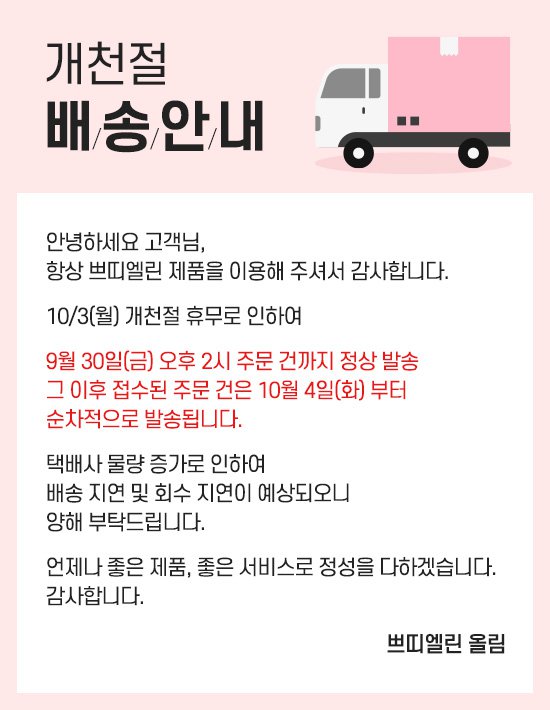 개천절
배/송/안/내
안녕하세요 고객님,
항상 쁘띠엘린 제품을 이용해 주셔서 감사합니다.
10/3(월) 개천절 휴무로 인하여
9월 30일(금) 오후 2시 주문 건까지 정상 발송
그 이후 접수된 주문 건은 10월 4일(화) 부터
순차적으로 발송됩니다.
택배사 물량 증가로 인하여
배송 지연 및 회수 지연이 예상되오니
양해 부탁드립니다.
언제나 좋은 제품, 좋은 서비스로 정성을 다하겠습니다.
감사합니다.
쁘띠엘린 올림